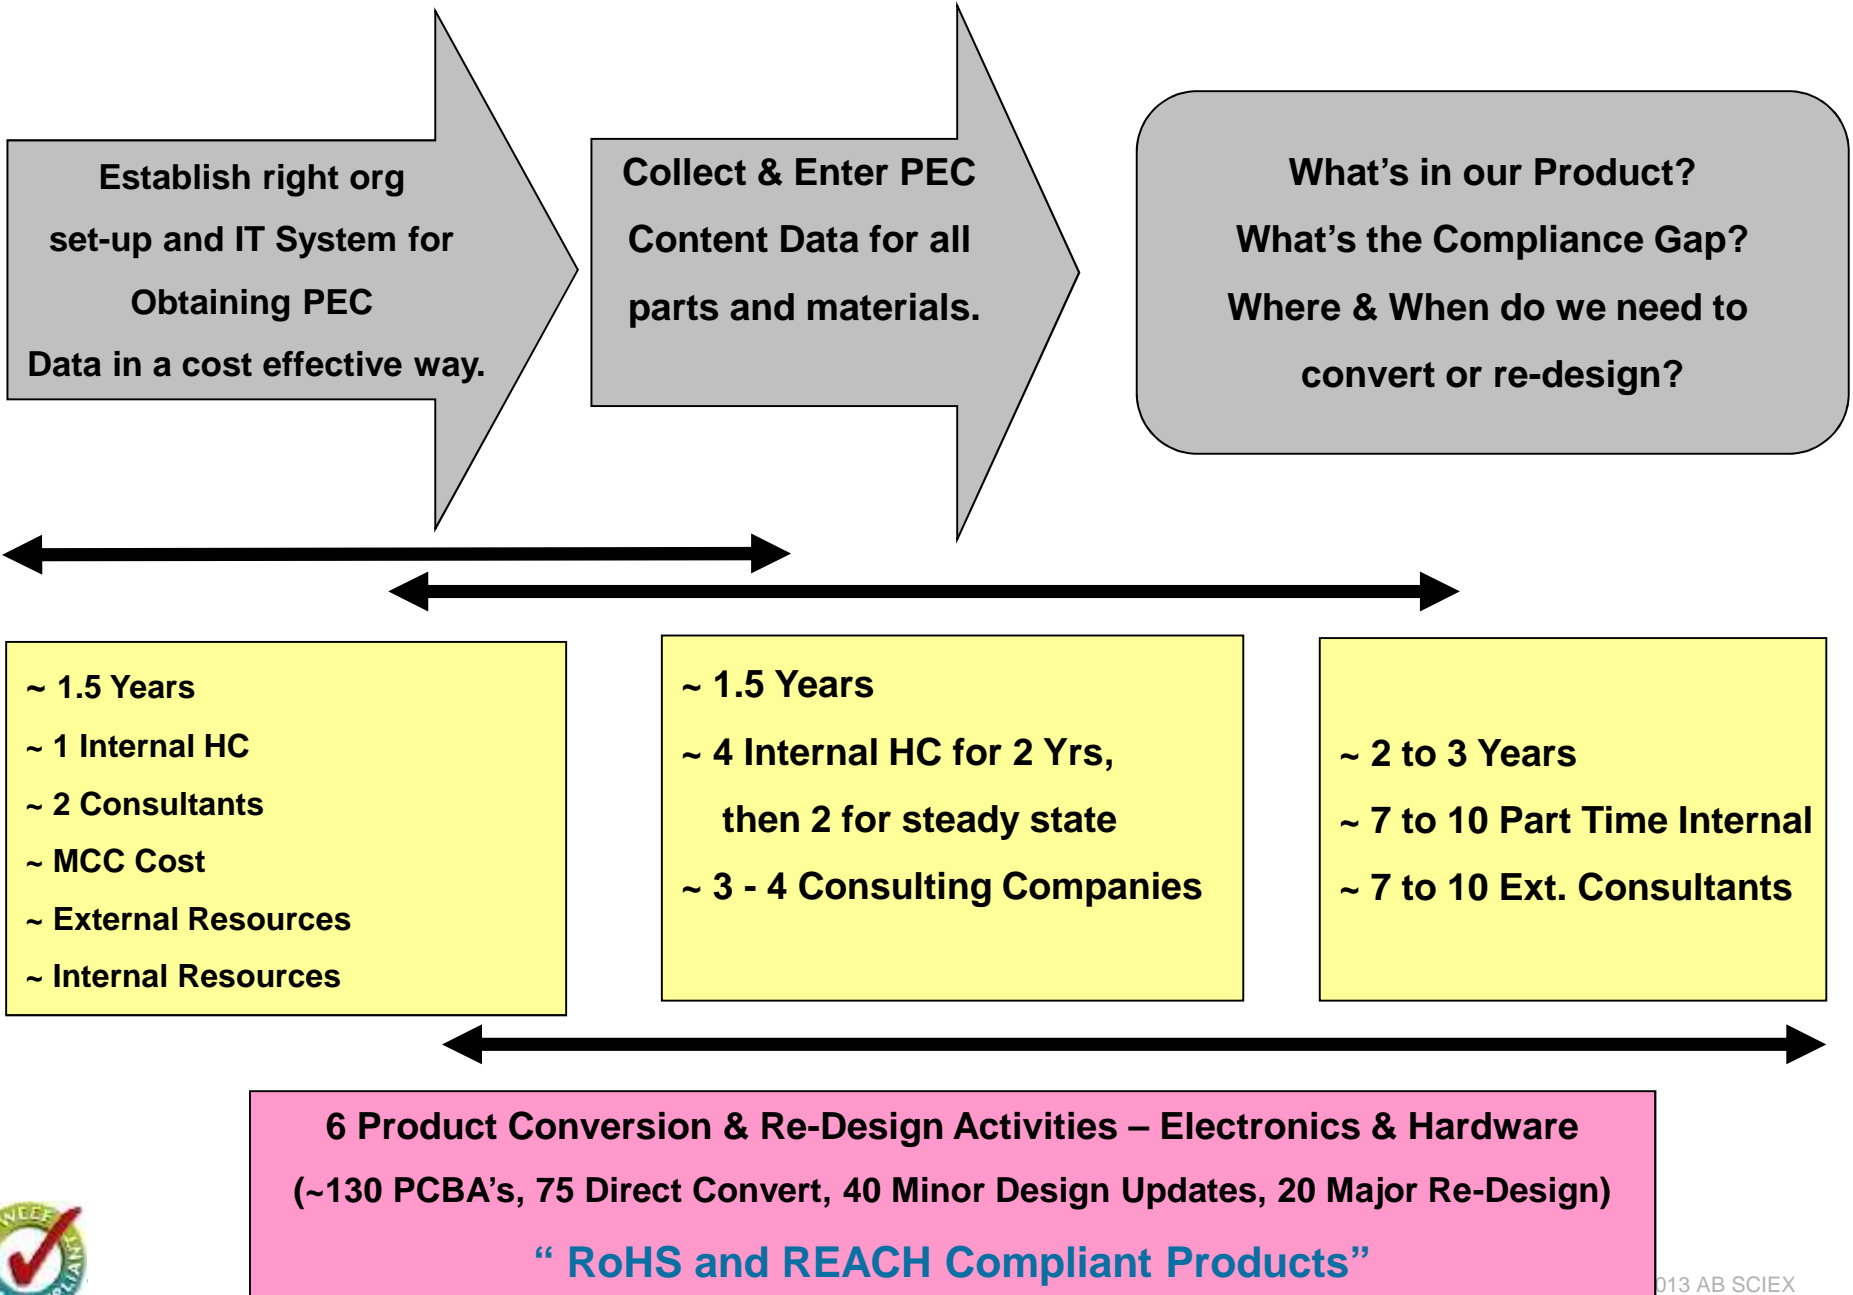 Establish right org
set-up and IT System for
Obtaining PEC
Data in a cost effective way.
Collect & Enter PEC
Content Data for all
parts and materials.
What’s in our Product?
What’s the Compliance Gap?
Where & When do we need to
convert or re-design?
~ 1.5 Years
~ 1 Internal HC
~ 2 Consultants
~ MCC Cost
~ External Resources
~ Internal Resources
~ 1.5 Years
~ 4 Internal HC for 2 Yrs,
then 2 for steady state
~ 3 - 4 Consulting Companies
~ 2 to 3 Years
~ 7 to 10 Part Time Internal
~ 7 to 10 Ext. Consultants
6 Product Conversion & Re-Design Activities – Electronics & Hardware
(~130 PCBA’s, 75 Direct Convert, 40 Minor Design Updates, 20 Major Re-Design)
“ RoHS and REACH Compliant Products”
WEEE
013 AB SCIEX